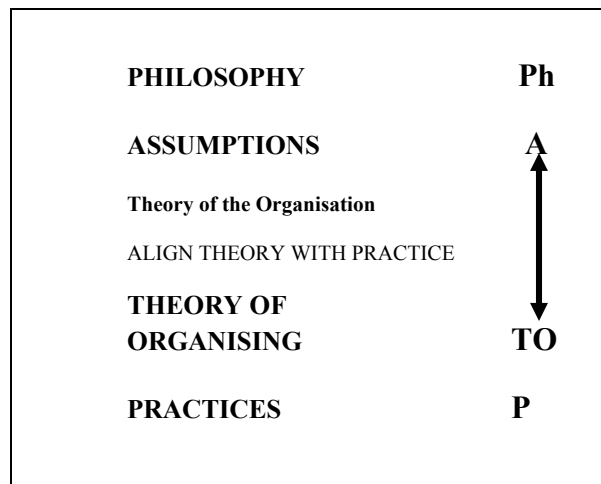 PHILOSOPHY Ph
ASSUMPTIONS A
Theory of the Organisation
ALIGN THEORY WITH PRACTICE
THEORY OF
ORGANISING TO
PRACTICES P